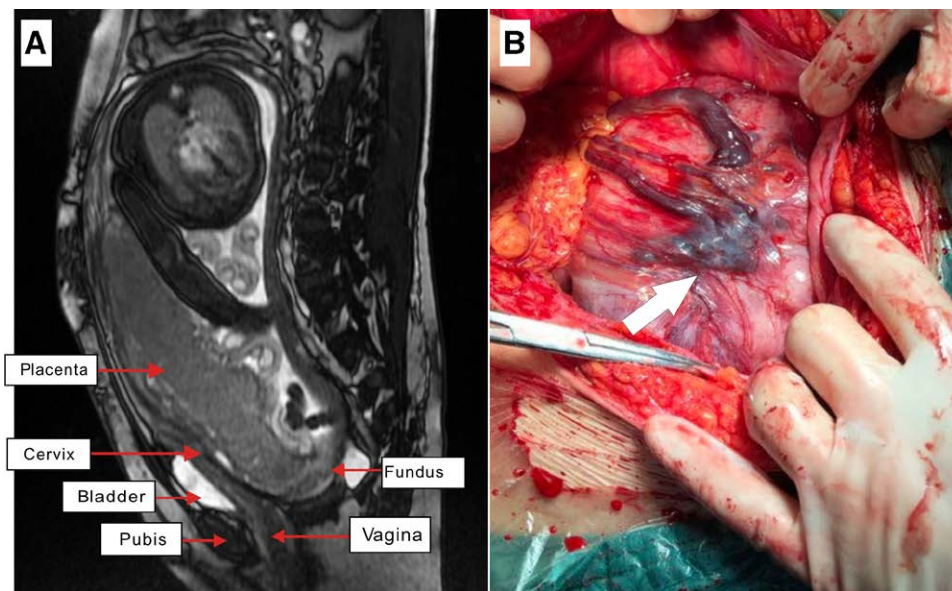 A
B
Placenta
Cervix
Bladder
Fundus
Pubis
Vagina